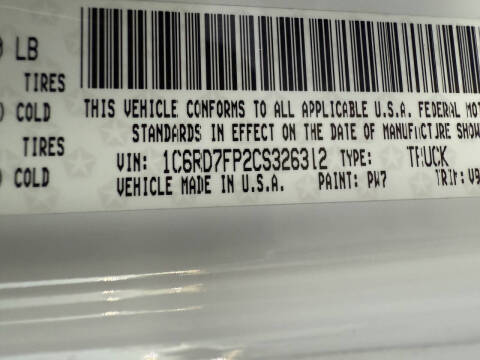 LB
TIRES
COLD
THIS VEHICLE CONFORMS TO ALL APPLICABLE U.S.A. FEDERAL MOT
TIRES
STANDARDS IN EFFECT ON THE DATE OF MANUFACTURE SHOW
COLD
VIN: 1C6RD7FP2CS326312 TYPE: TRUCK
VEHICLE MADE IN U.S.A. PAINT: PW7 TRIM: V9